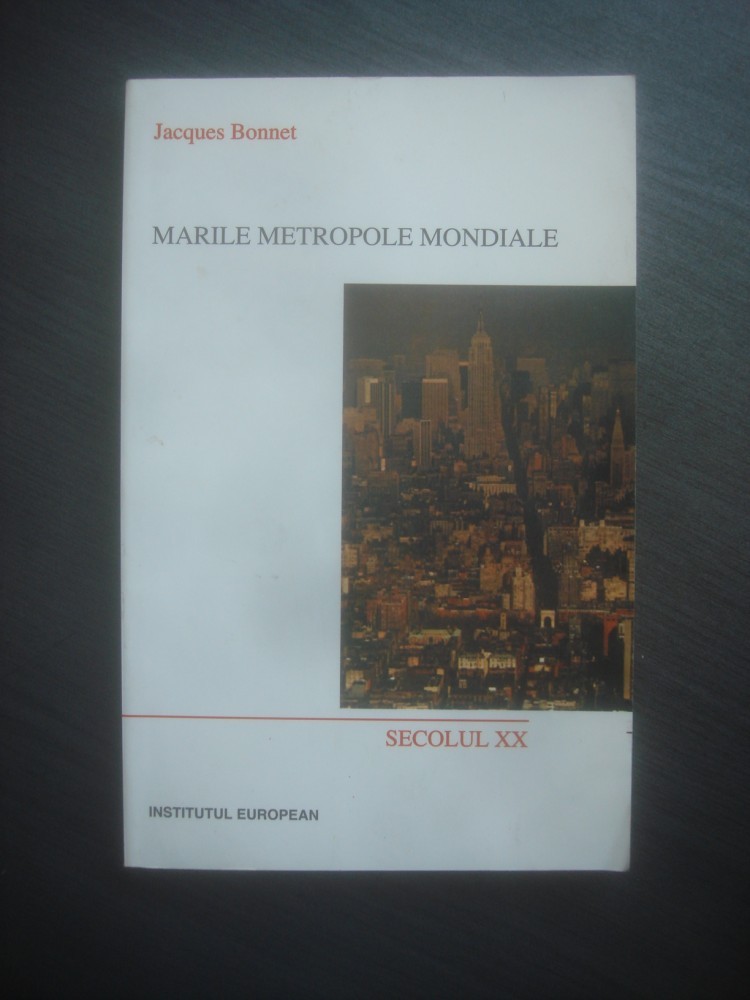 Jacques Bonnet
MARILE METROPOLE MONDIALE
SECOLUL XX
INSTITUTUL EUROPEAN